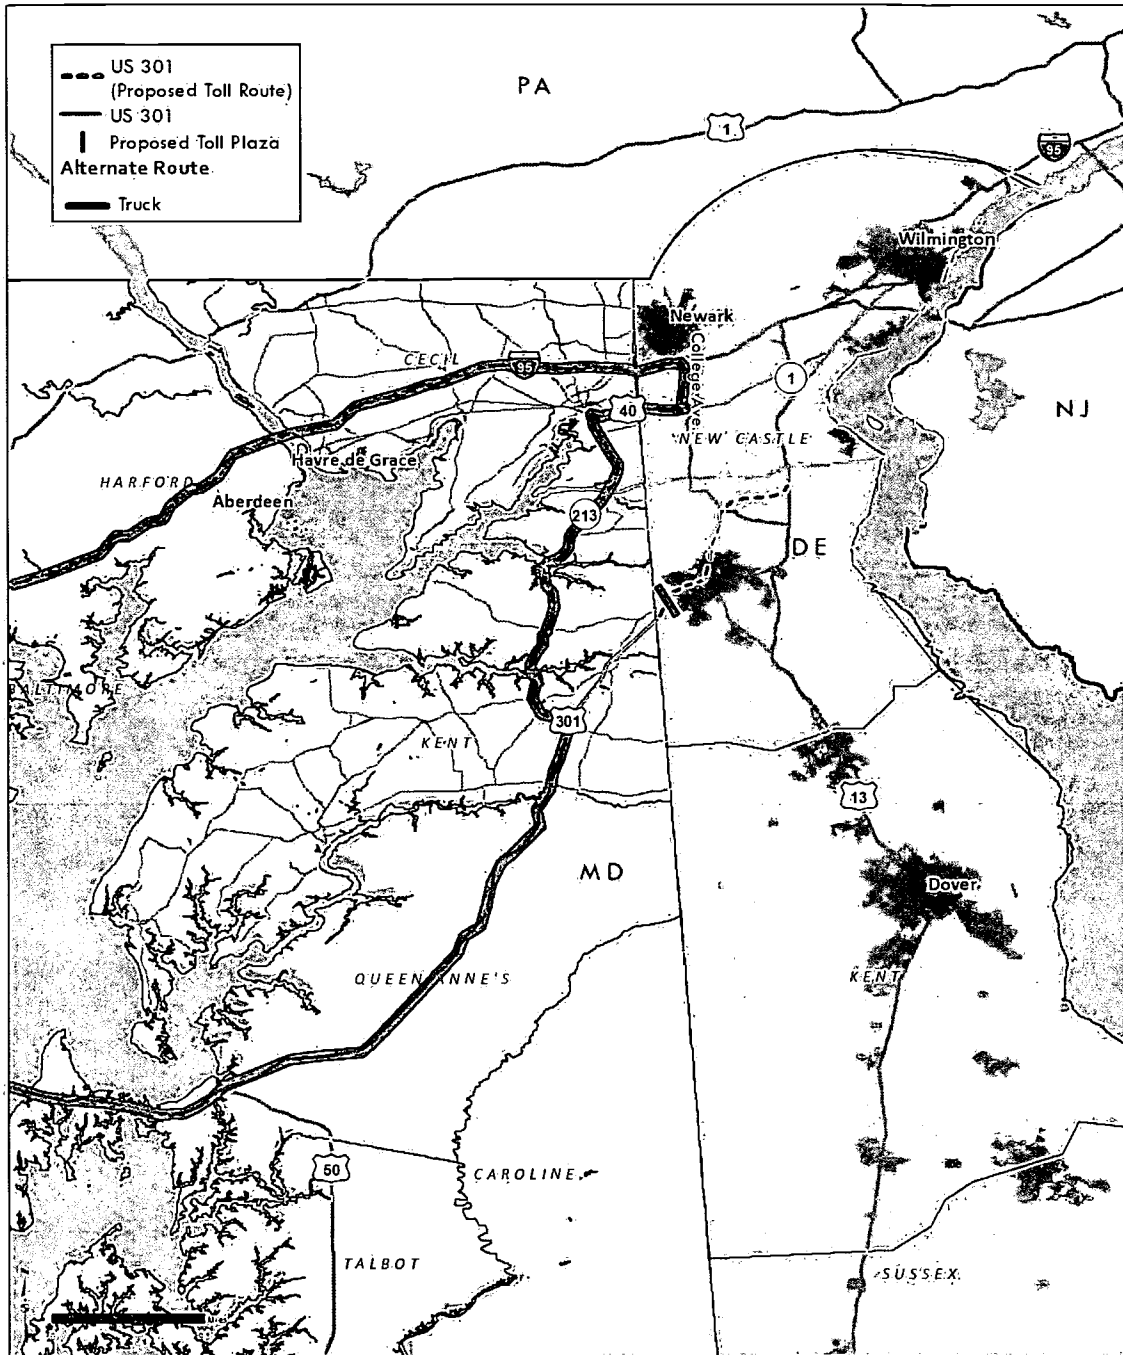 US 301
(Proposed Toll Route)
US 301
Proposed Toll Plaza
Alternate Route
Truck
PA
1
95
Wilmington
Newark
CECIL
95
College Ave
1
40
NJ
NEW CASTLE
Havre de Grace
HARFORD
Aberdeen
213
DE
BALTIMORE
301
KENT
13
MD
Dover
QUEEN ANNE'S
KENT
50
CAROLINE
TALBOT
SUSSEX